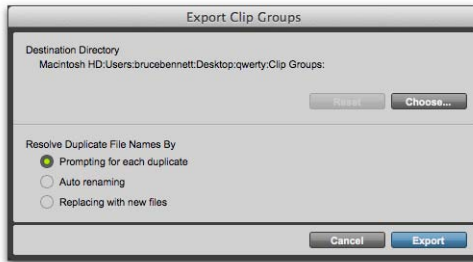 Export Clip Groups
Destination Directory
Macintosh HD:Users:brucebennett:Desktop:qwerty:Clip Groups:
Reset
Choose...
Resolve Duplicate File Names By
Prompting for each duplicate
Auto renaming
Replacing with new files
Cancel
Export